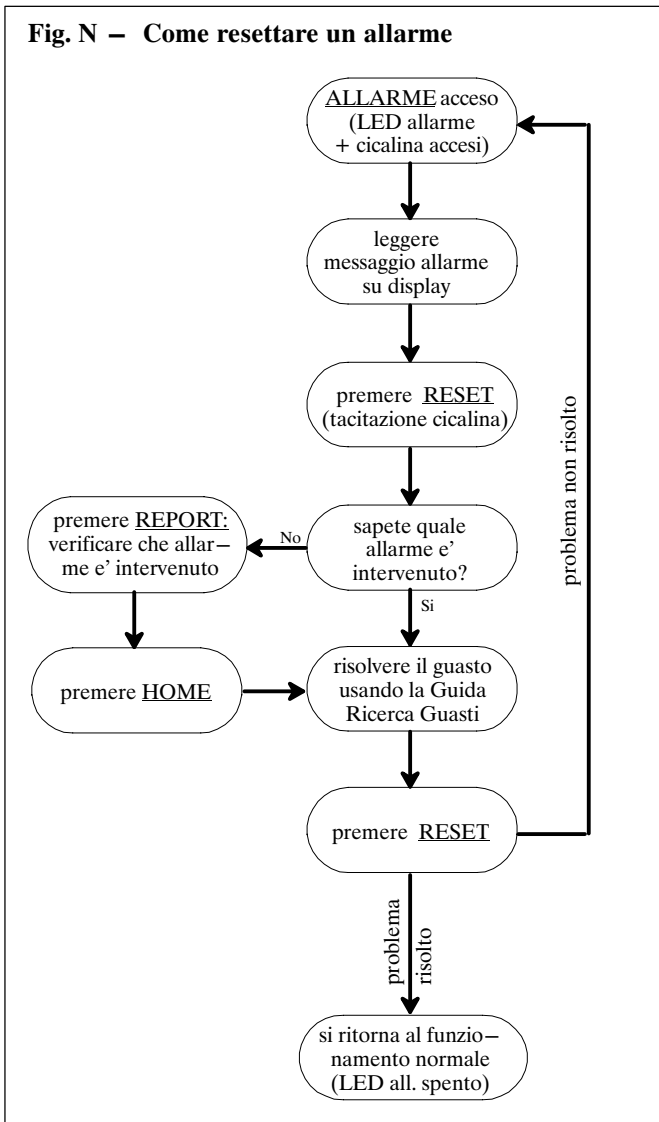 Fig. N − Come resettare un allarme
ALLARME acceso
(LED allarme
+ cicalina accesi)
leggere
messaggio allarme
su display
premere RESET
(tacitazione cicalina)
sapete quale
allarme e' 
intervenuto?
No
premere REPORT:
verificare che allar−
me e' intervenuto
premere HOME
Si
risolvere il guasto
usando la Guida
Ricerca Guasti
premere RESET
problema non risolto
problema
risolto
si ritorna al funzio−
namento normale
(LED all. spento)